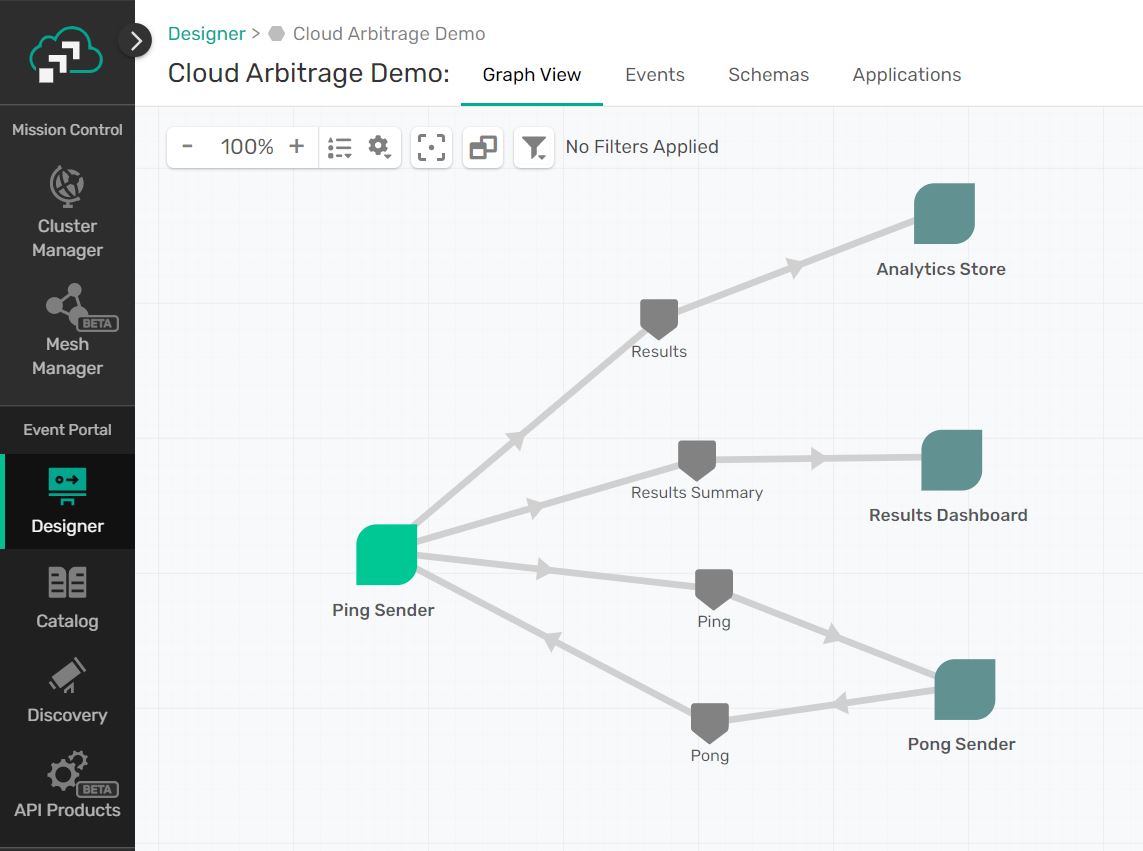 Designer > Cloud Arbitrage Demo
Cloud Arbitrage Demo:
Graph View
Events
Schemas
Applications
Mission Control
Cluster
Manager
BETA
Mesh
Manager
Event Portal
Designer
Catalog
Discovery
BETA
API Products
- 100% +
No Filters Applied
Analytics Store
Results
Results Summary
Results Dashboard
Ping Sender
Ping
Pong Sender
Pong